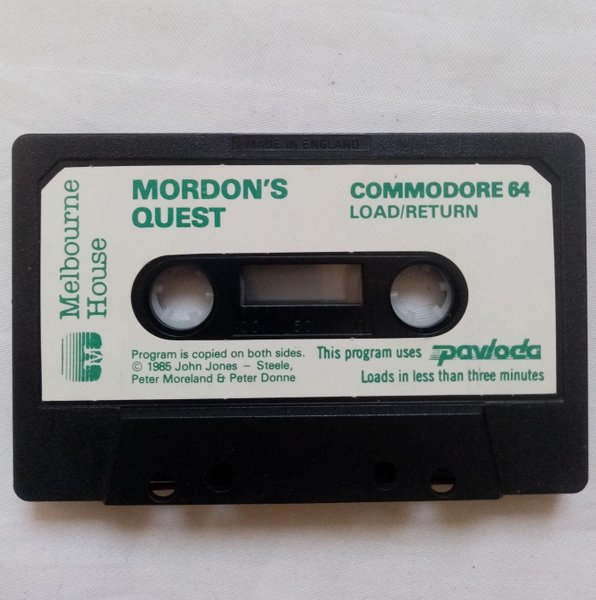 MADE IN ENGLAND
Melbourne
House
MORDON'S
QUEST
COMMODORE 64
LOAD/RETURN
Program is copied on both sides.
© 1985 John Jones – Steele,
Peter Moreland & Peter Donne
This program uses pavloda
Loads in less than three minutes